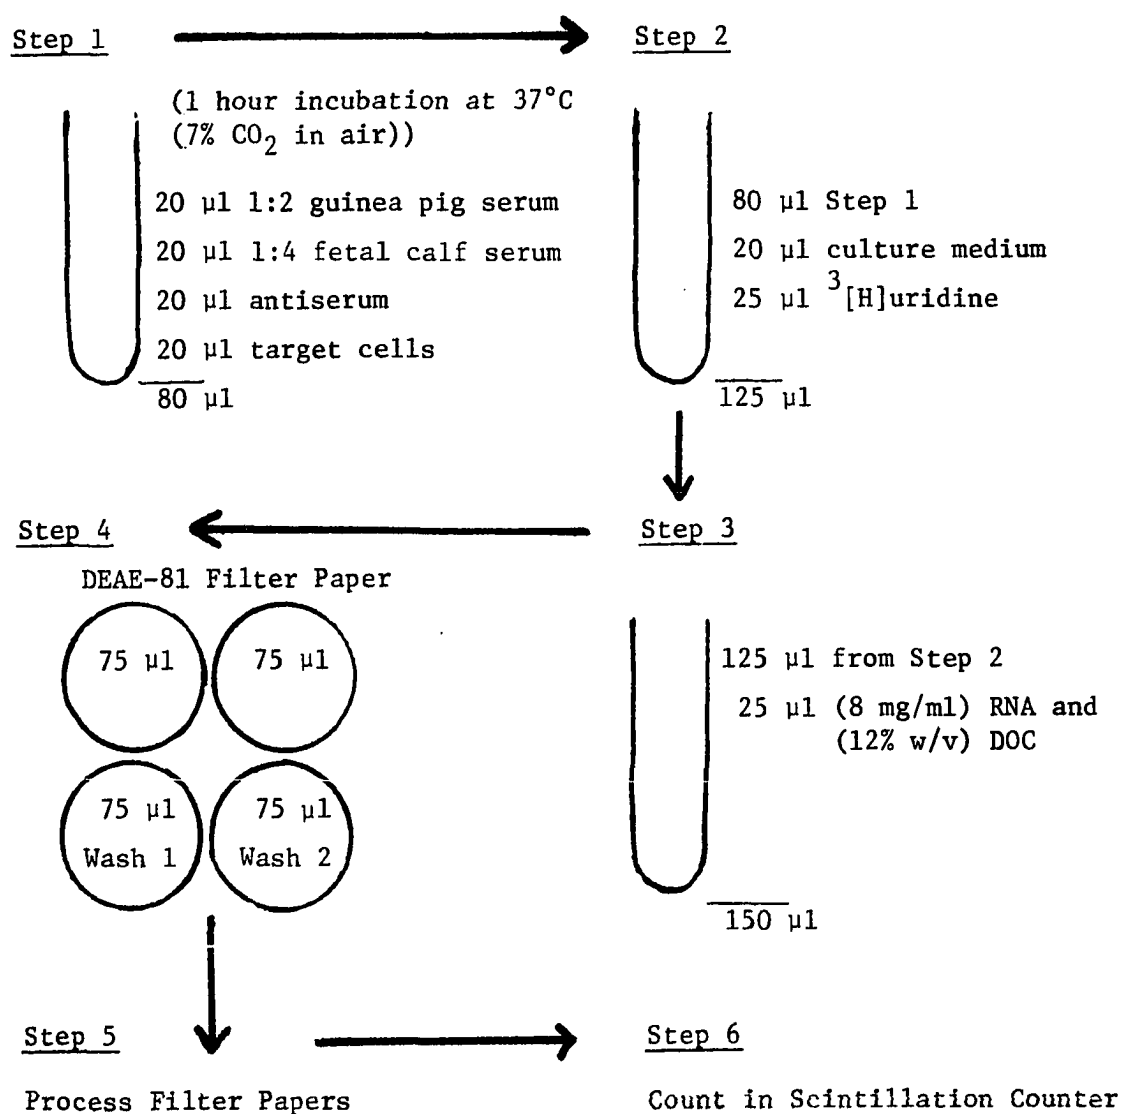 Step 1
(1 hour incubation at 37°C
(7% CO2 in air))
20 µl 1:2 guinea pig serum
20 µl 1:4 fetal calf serum
20 µl antiserum
20 µl target cells
80 µl
Step 2
80 µl Step 1
20 µl culture medium
25 µl 3[H]uridine
125 µl
Step 3
125 µl from Step 2
25 µl (8 mg/ml) RNA and
(12% w/v) DOC
150 µl
Step 4
DEAE-81 Filter Paper
75 µl 75 µl
75 µl 75 µl
Wash 1 Wash 2
Step 5
Process Filter Papers
Step 6
Count in Scintillation Counter